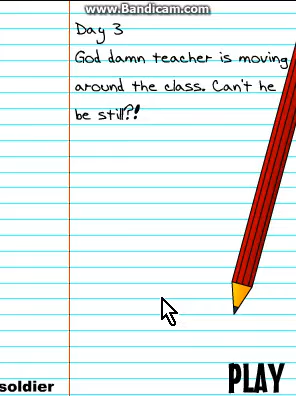 www.Bandicam.com
Day 3
God damn teacher is moving
around the class. Can't he
be still?!
soldier
PLAY